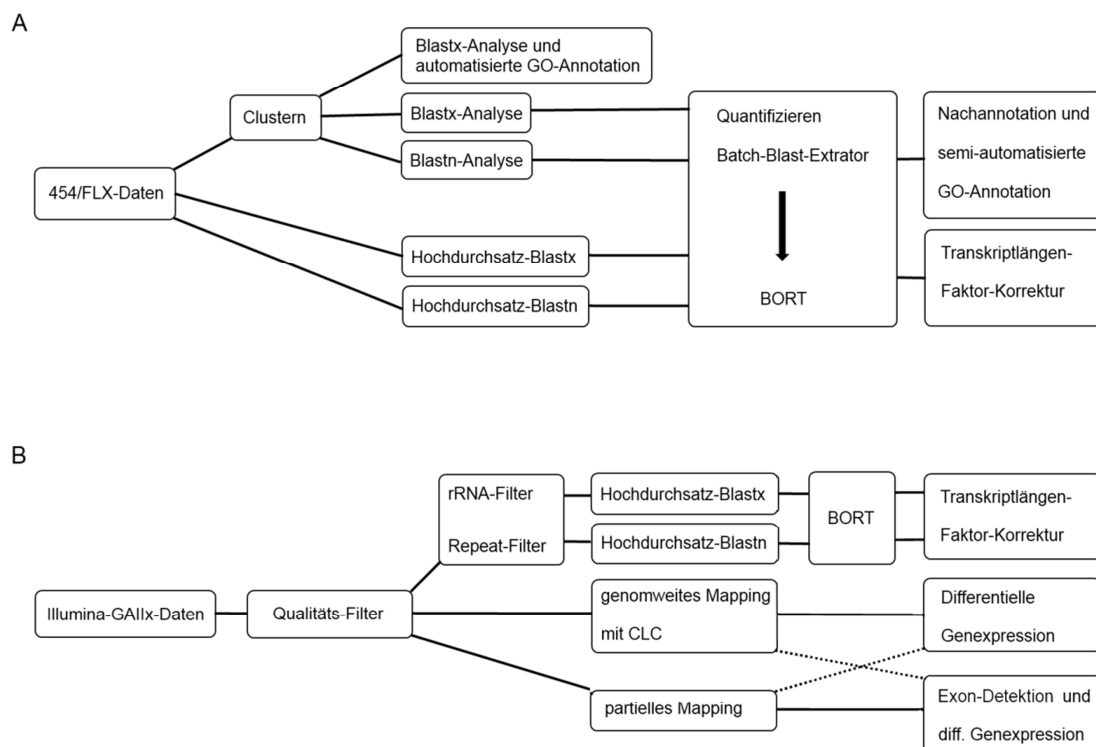 A
Blastx-Analyse und
automatisierte GO-Annotation
Clustern
Blastx-Analyse
Blastn-Analyse
454/FLX-Daten
Hochdurchsatz-Blastx
Hochdurchsatz-Blastn
Quantifizieren
Batch-Blast-Extrator
BORT
Nachannotation und
semi-automatisierte
GO-Annotation
Transkriptlängen-
Faktor-Korrektur
B
rRNA-Filter
Repeat-Filter
Hochdurchsatz-Blastx
Hochdurchsatz-Blastn
BORT
Transkriptlängen-
Faktor-Korrektur
Illumina-GAIIx-Daten
Qualitäts-Filter
genomweites Mapping
mit CLC
Differentielle
Genexpression
partielles Mapping
Exon-Detektion und
diff. Genexpression